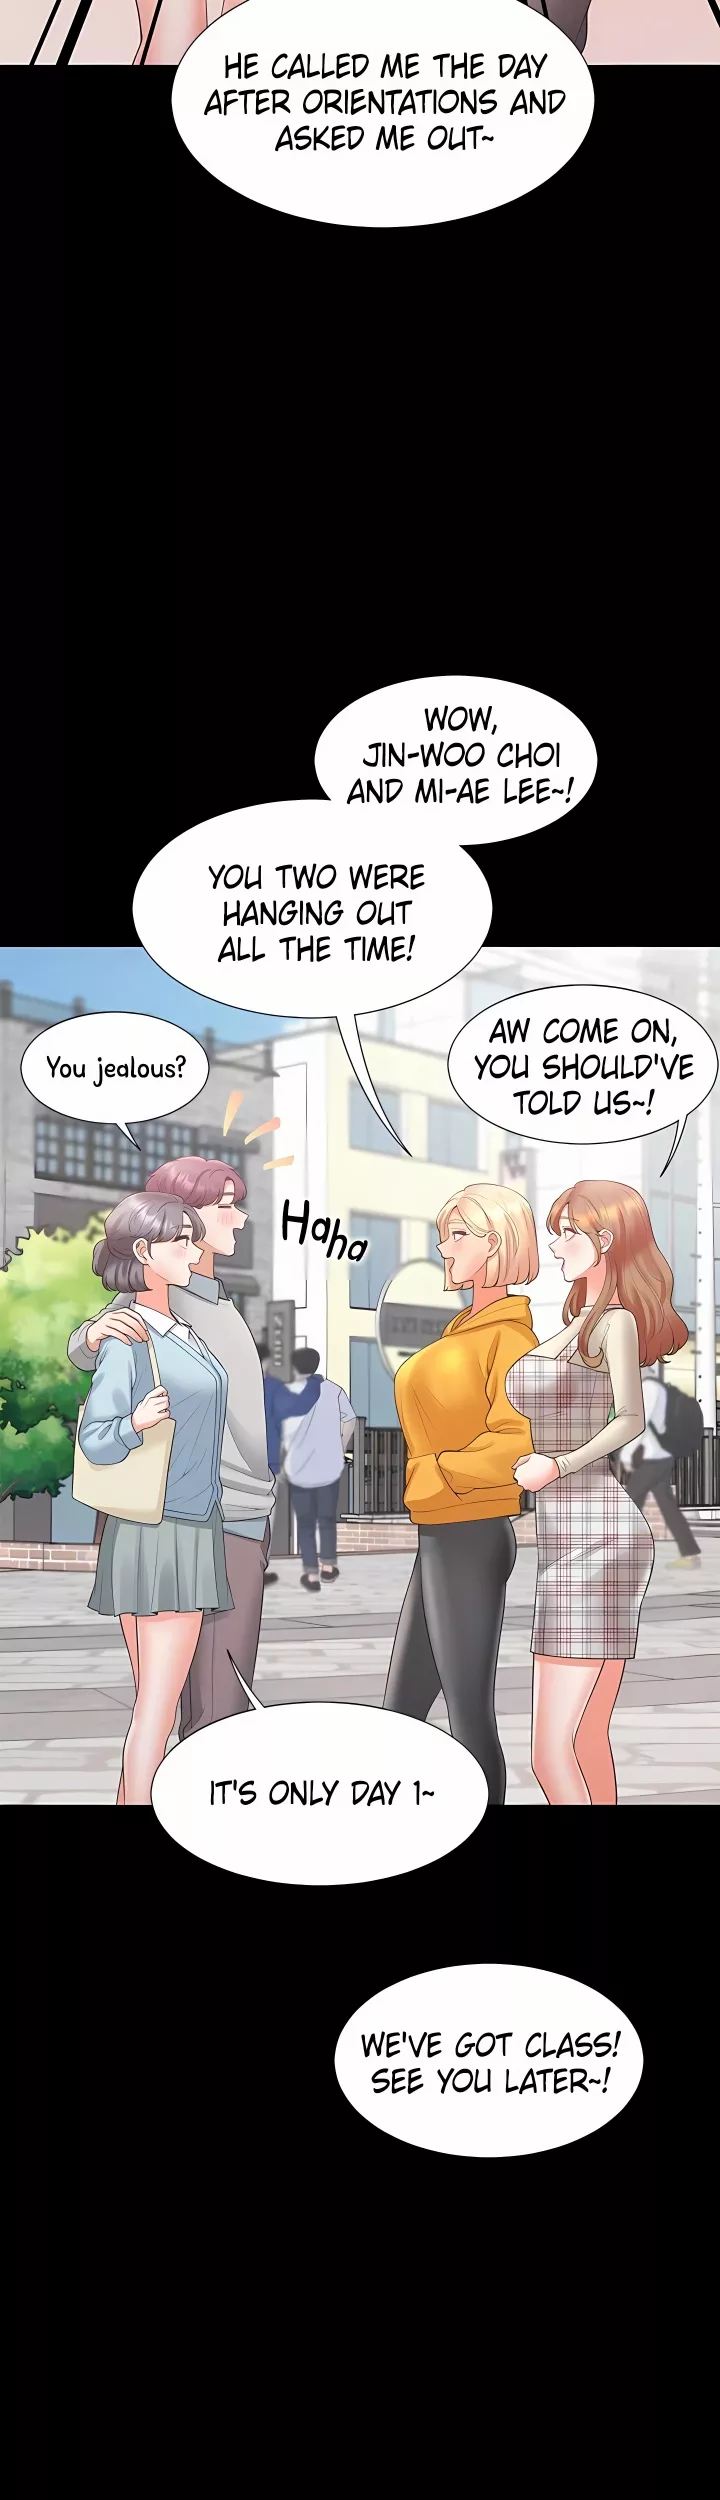 HE CALLED ME THE DAY
AFTER ORIENTATIONS AND
ASKED ME OUT~
WOW,
JIN-WOO CHOI
AND MI-AE LEE~!
YOU TWO WERE
HANGING OUT
ALL THE TIME!
AW COME ON,
YOU SHOULD'VE
TOLD US~!
You jealous?
Haha
IT'S ONLY DAY 1~
WE'VE GOT CLASS!
SEE YOU LATER~!